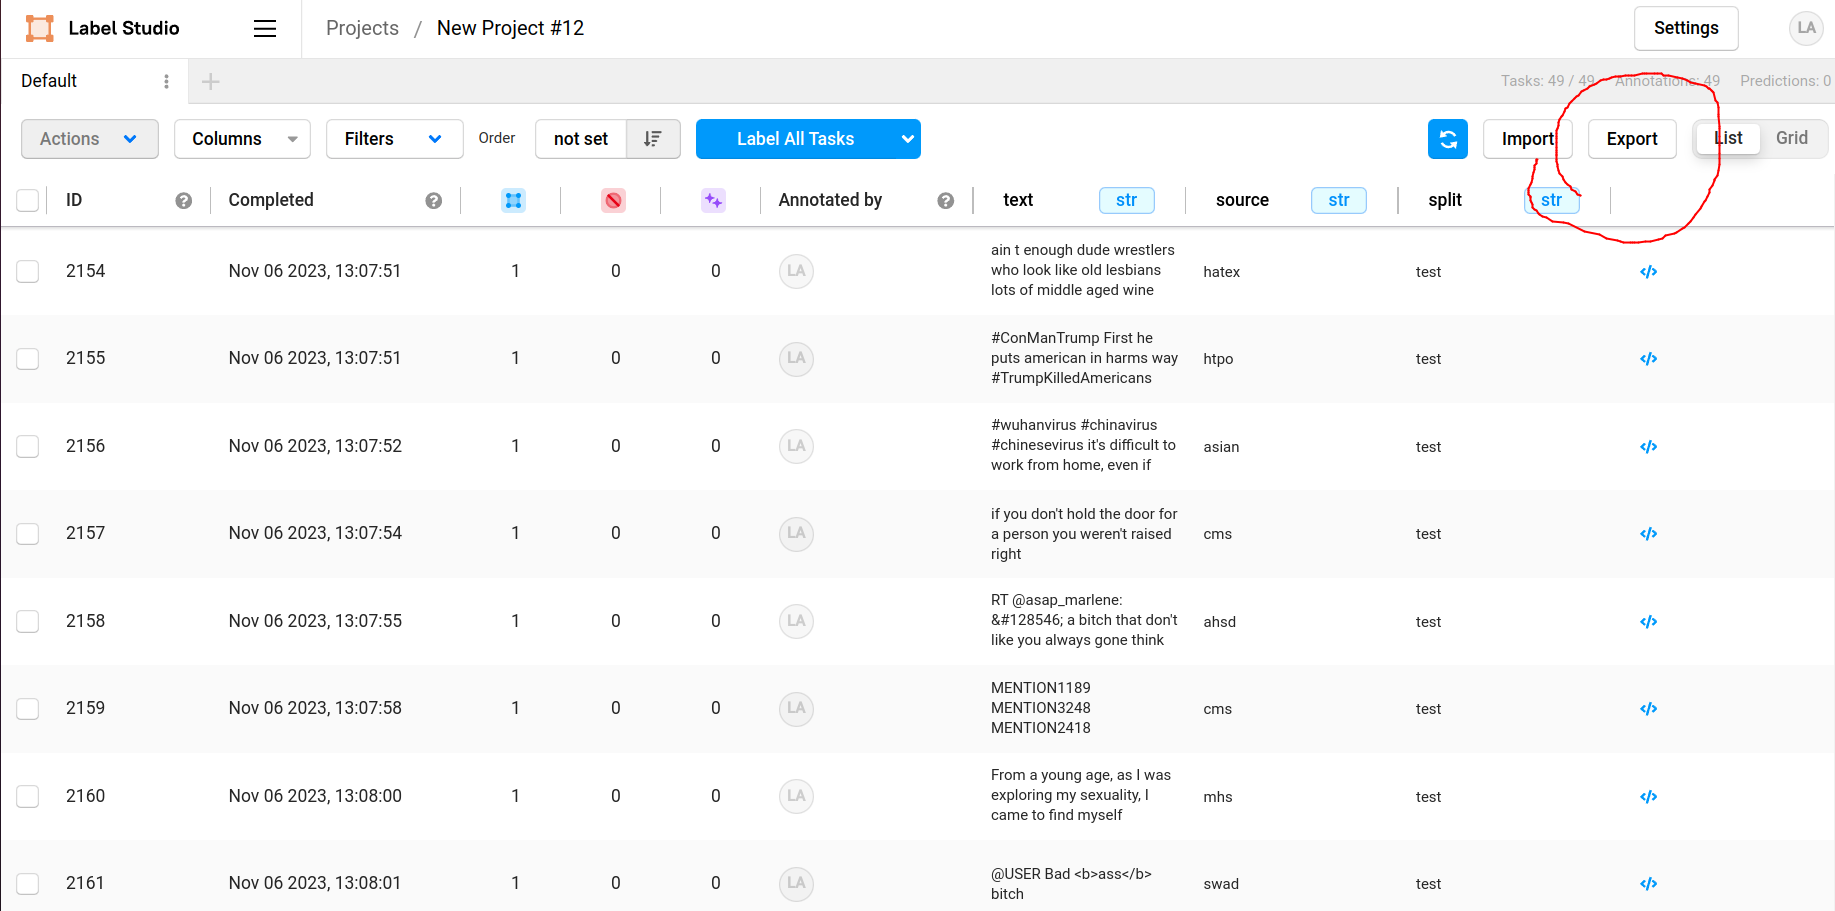 Label Studio
Projects / New Project #12
Settings
LA
Default
Tasks: 49 / 49 Annotations: 49 Predictions: 0
Actions Columns Filters Order not set Label All Tasks Import Export List Grid
ID Completed Annotated by text str source str split str
2154 Nov 06 2023, 13:07:51 1 0 0 LA
ain t enough dude wrestlers
who look like old lesbians
lots of middle aged wine
hatex test
2155 Nov 06 2023, 13:07:51 1 0 0 LA
#ConManTrump First he
puts american in harms way
#TrumpKilledAmericans
htpo test
2156 Nov 06 2023, 13:07:52 1 0 0 LA
#wuhanvirus #chinavirus
#chinesevirus it's difficult to
work from home, even if
asian test
2157 Nov 06 2023, 13:07:54 1 0 0 LA
if you don't hold the door for
a person you weren't raised
right
cms test
2158 Nov 06 2023, 13:07:55 1 0 0 LA
RT @asap_marlene:
&#128546; a bitch that don't
like you always gone think
ahsd test
2159 Nov 06 2023, 13:07:58 1 0 0 LA
MENTION1189
MENTION3248
MENTION2418
cms test
2160 Nov 06 2023, 13:08:00 1 0 0 LA
From a young age, as I was
exploring my sexuality, I
came to find myself
mhs test
2161 Nov 06 2023, 13:08:01 1 0 0 LA
@USER Bad <b>ass</b>
bitch
swad test